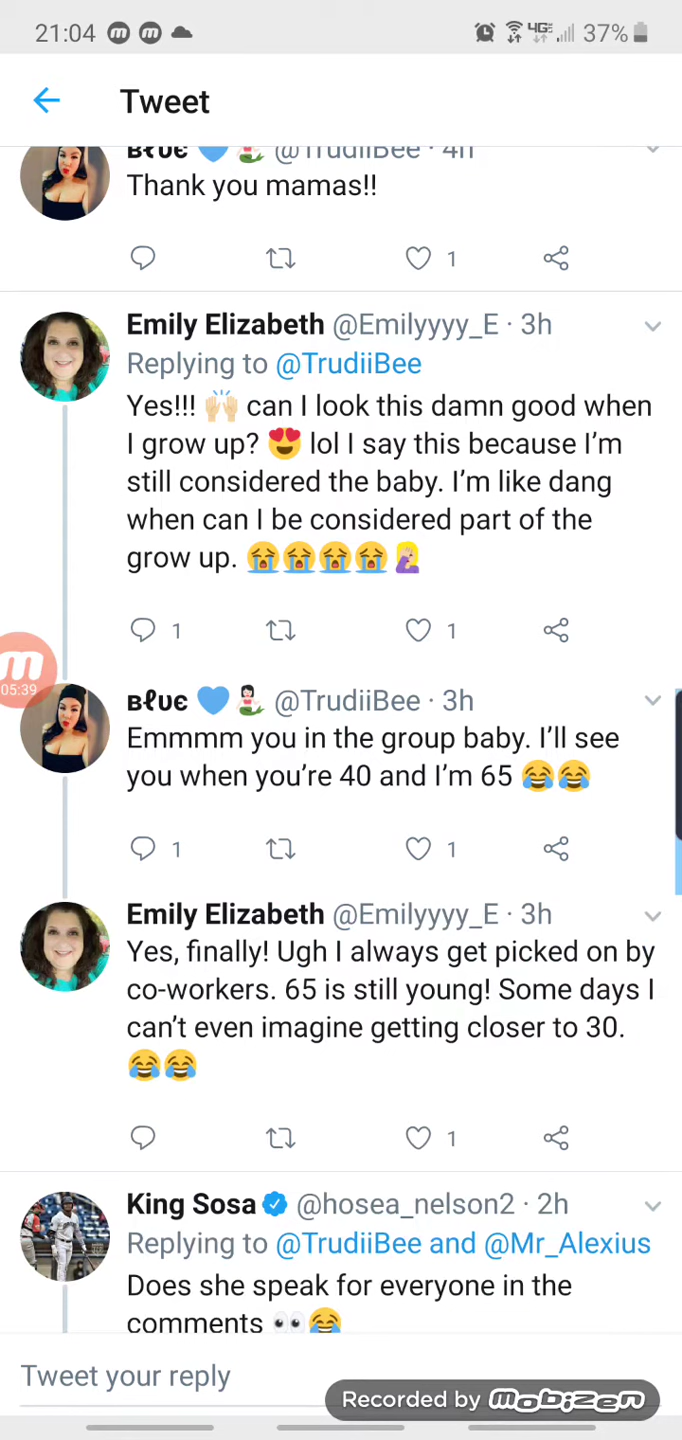 21:04 m m 4GE 37%
Tweet
вℓυє 💙 🧜🏻‍♀️ @TrudiiBee · 4h
Thank you mamas!!
1
Emily Elizabeth @Emilyyyy_E · 3h
Replying to @TrudiiBee
Yes!!! 🙌🏼 can I look this damn good when
I grow up? 😍 lol I say this because I’m
still considered the baby. I’m like dang
when can I be considered part of the
grow up. 😭😭😭😭🤦🏼‍♀️
1 1
m
05:39
вℓυє 💙 🧜🏻‍♀️ @TrudiiBee · 3h
Emmmm you in the group baby. I’ll see
you when you’re 40 and I’m 65 😂😂
1 1
Emily Elizabeth @Emilyyyy_E · 3h
Yes, finally! Ugh I always get picked on by
co-workers. 65 is still young! Some days I
can’t even imagine getting closer to 30.
😂😂
1
King Sosa @hosea_nelson2 · 2h
Replying to @TrudiiBee and @Mr_Alexius
Does she speak for everyone in the
comments 👀😂
Tweet your reply
Recorded by mobizen